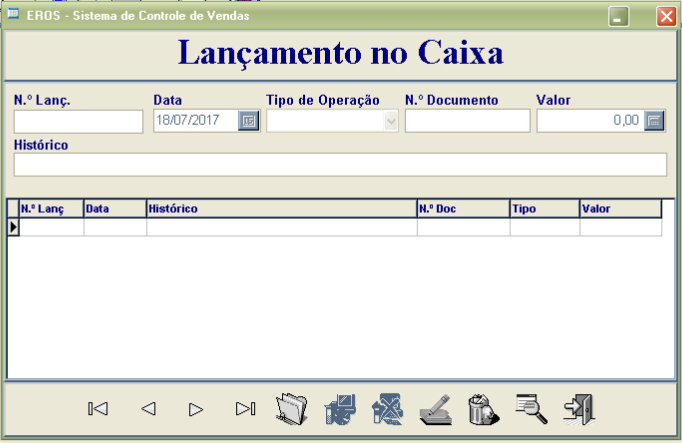 EROS - Sistema de Controle de Vendas
Lançamento no Caixa
N.º Lanç. Data Tipo de Operação N.º Documento Valor
18/07/2017 0,00
Histórico
N.º Lanç Data Histórico N.º Doc Tipo Valor